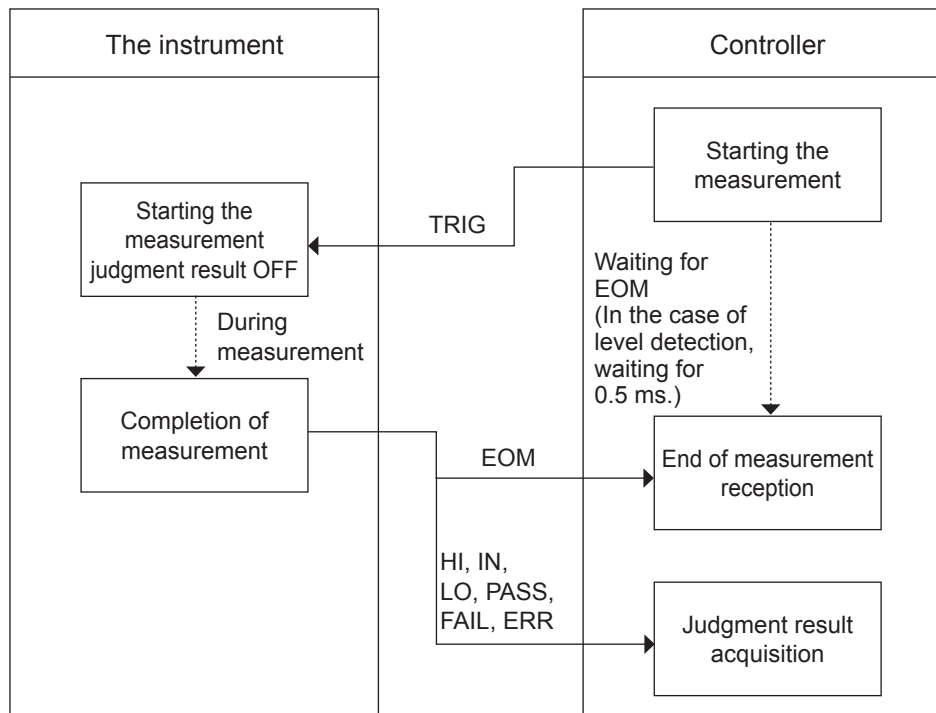 The instrument
Controller
Starting the
measurement
Starting the
measurement
judgment result OFF
TRIG
Waiting for
EOM
(In the case of
level detection,
waiting for
0.5 ms.)
During
measurement
Completion of
measurement
EOM
End of measurement
reception
HI, IN,
LO, PASS,
FAIL, ERR
Judgment result
acquisition